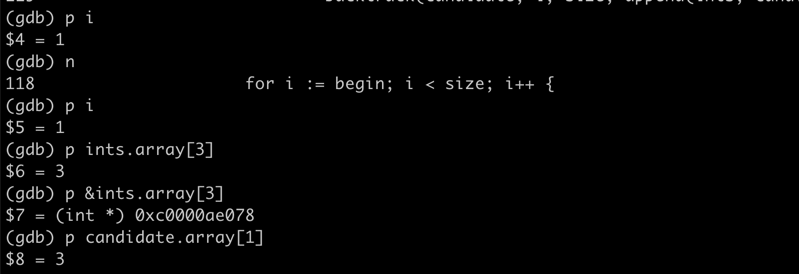 (gdb) p i
$4 = 1
(gdb) n
118                     for i := begin; i < size; i++ {
(gdb) p i
$5 = 1
(gdb) p ints.array[3]
$6 = 3
(gdb) p &ints.array[3]
$7 = (int *) 0xc0000ae078
(gdb) p candidate.array[1]
$8 = 3